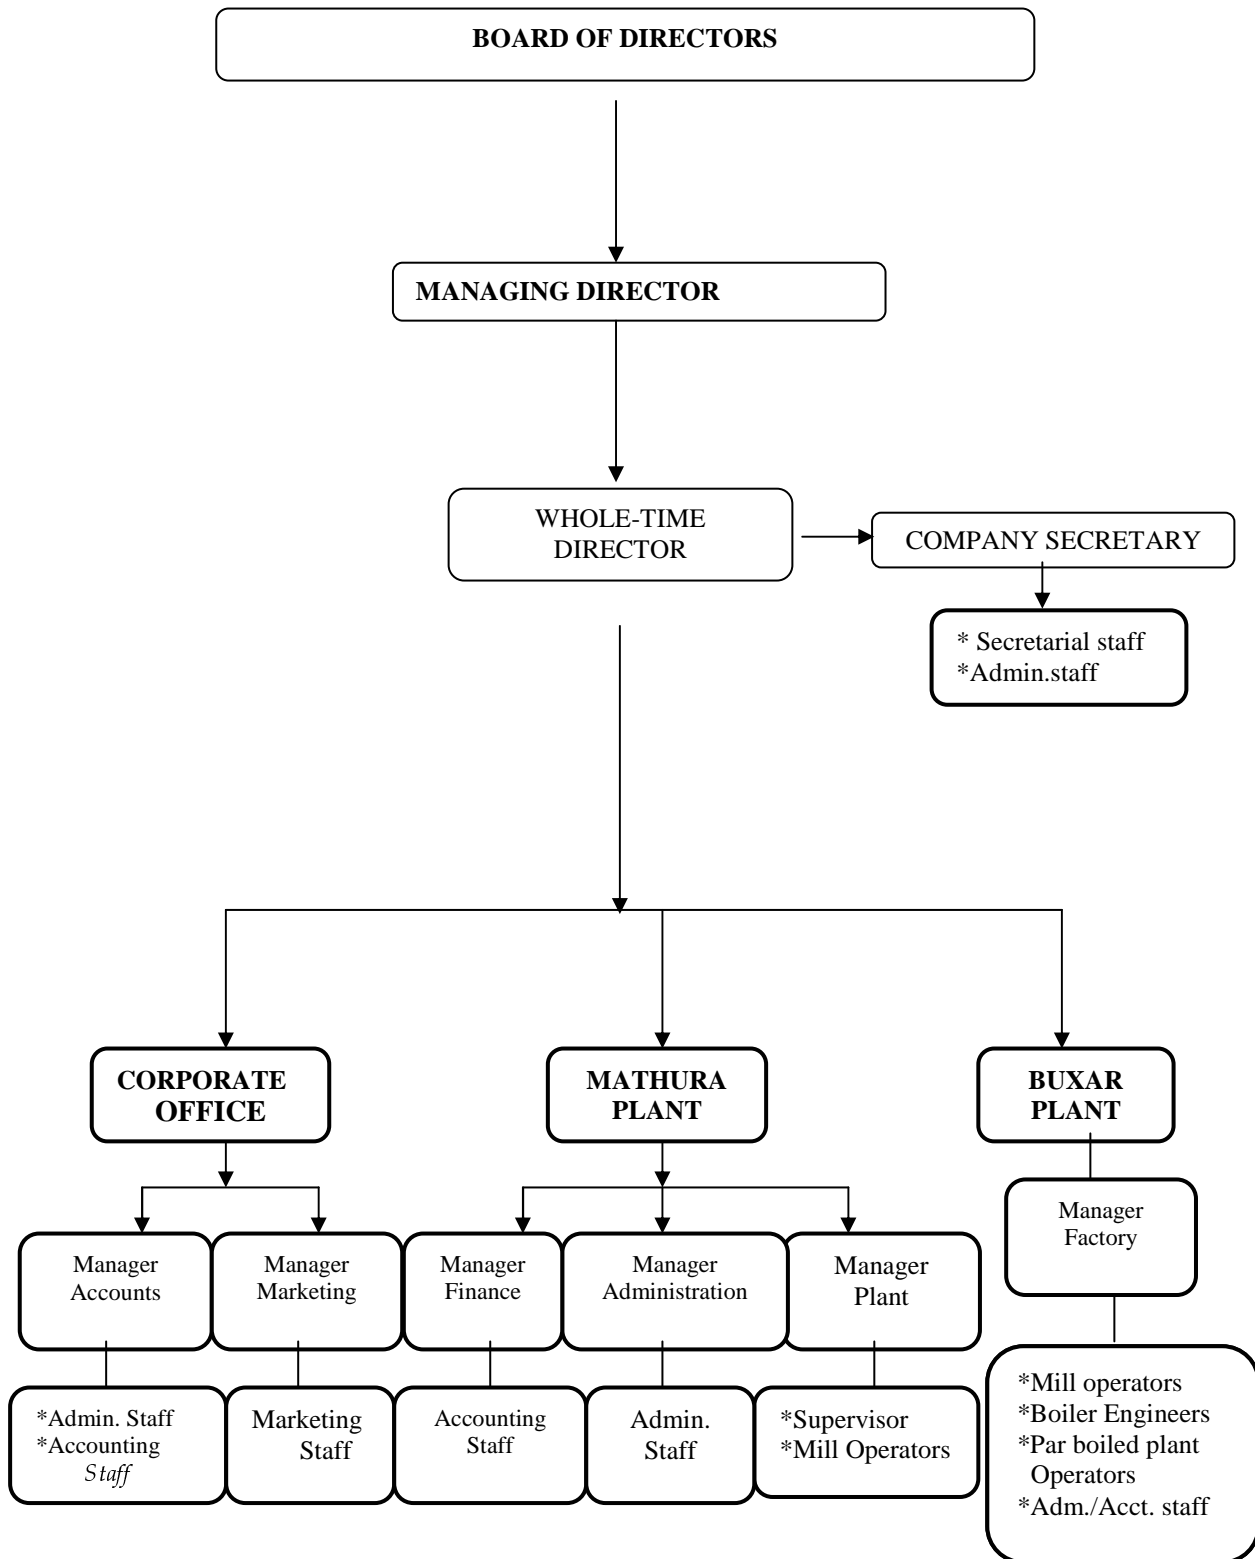 BOARD OF DIRECTORS
MANAGING DIRECTOR
WHOLE-TIME
DIRECTOR
COMPANY SECRETARY
* Secretarial staff
*Admin.staff
CORPORATE
OFFICE
MATHURA
PLANT
BUXAR
PLANT
Manager
Accounts
Manager
Marketing
Manager
Finance
Manager
Administration
Manager
Plant
Manager
Factory
*Admin. Staff
*Accounting
Staff
Marketing
Staff
Accounting
Staff
Admin.
Staff
*Supervisor
*Mill Operators
*Mill operators
*Boiler Engineers
*Par boiled plant
Operators
*Adm./Acct. staff